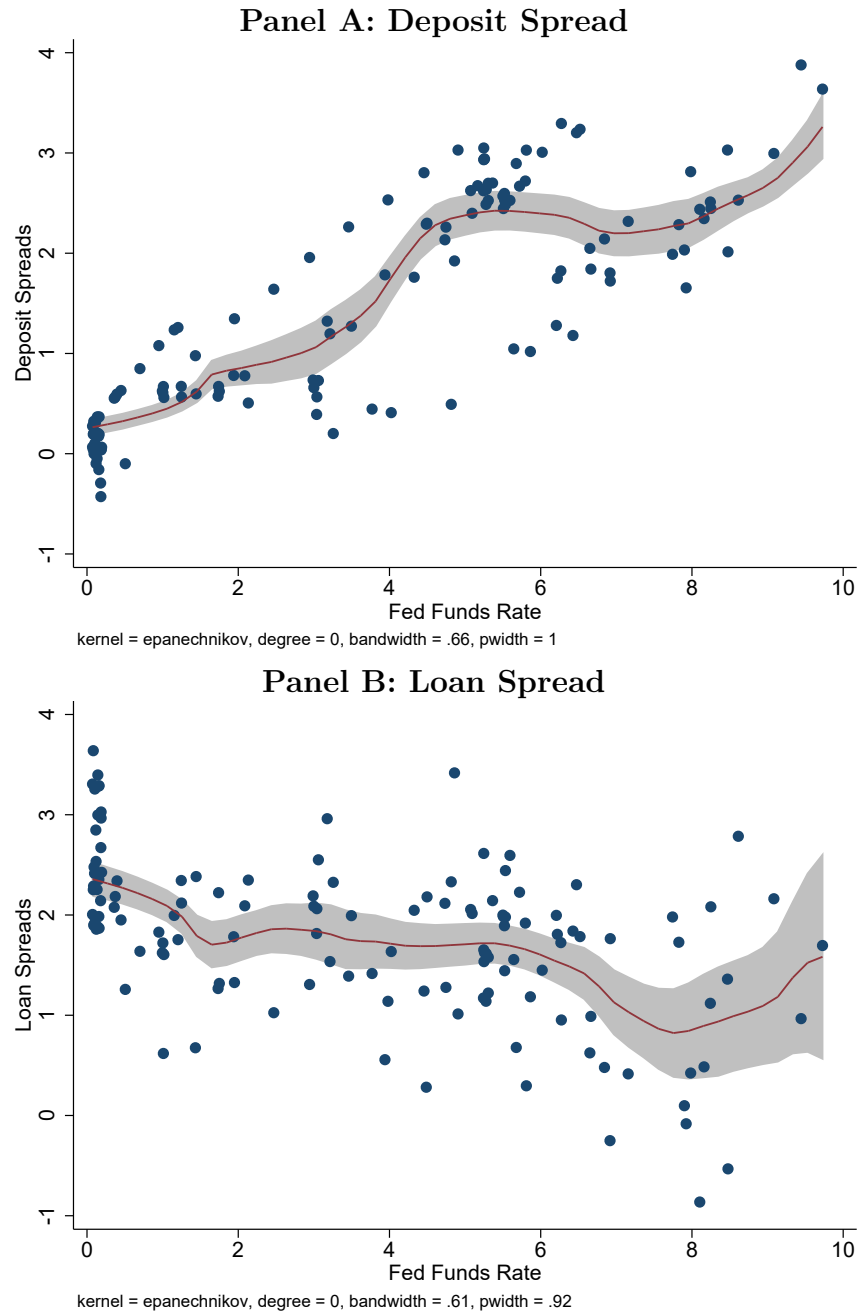 Panel A: Deposit Spread
4
3
2
1
0
-1
Deposit Spreads
0 2 4 6 8 10
Fed Funds Rate
kernel = epanechnikov, degree = 0, bandwidth = .66, pwidth = 1
Panel B: Loan Spread
4
3
2
1
0
-1
Loan Spreads
0 2 4 6 8 10
Fed Funds Rate
kernel = epanechnikov, degree = 0, bandwidth = .61, pwidth = .92